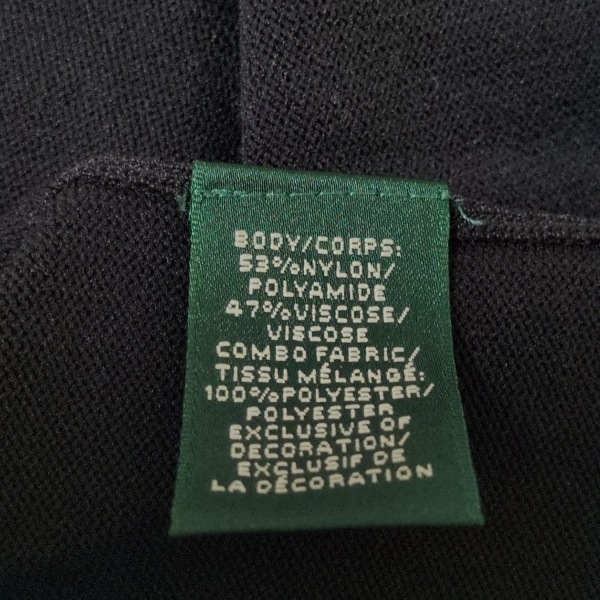 BODY/CORPS:
53%NYLON/
POLYAMIDE
47%VISCOSE/
VISCOSE
COMBO FABRIC/
TISSU MÉLANGÉ:
100%POLYESTER/
POLYESTER
EXCLUSIVE OF
DECORATION/
EXCLUSIF DE
LA DÉCORATION